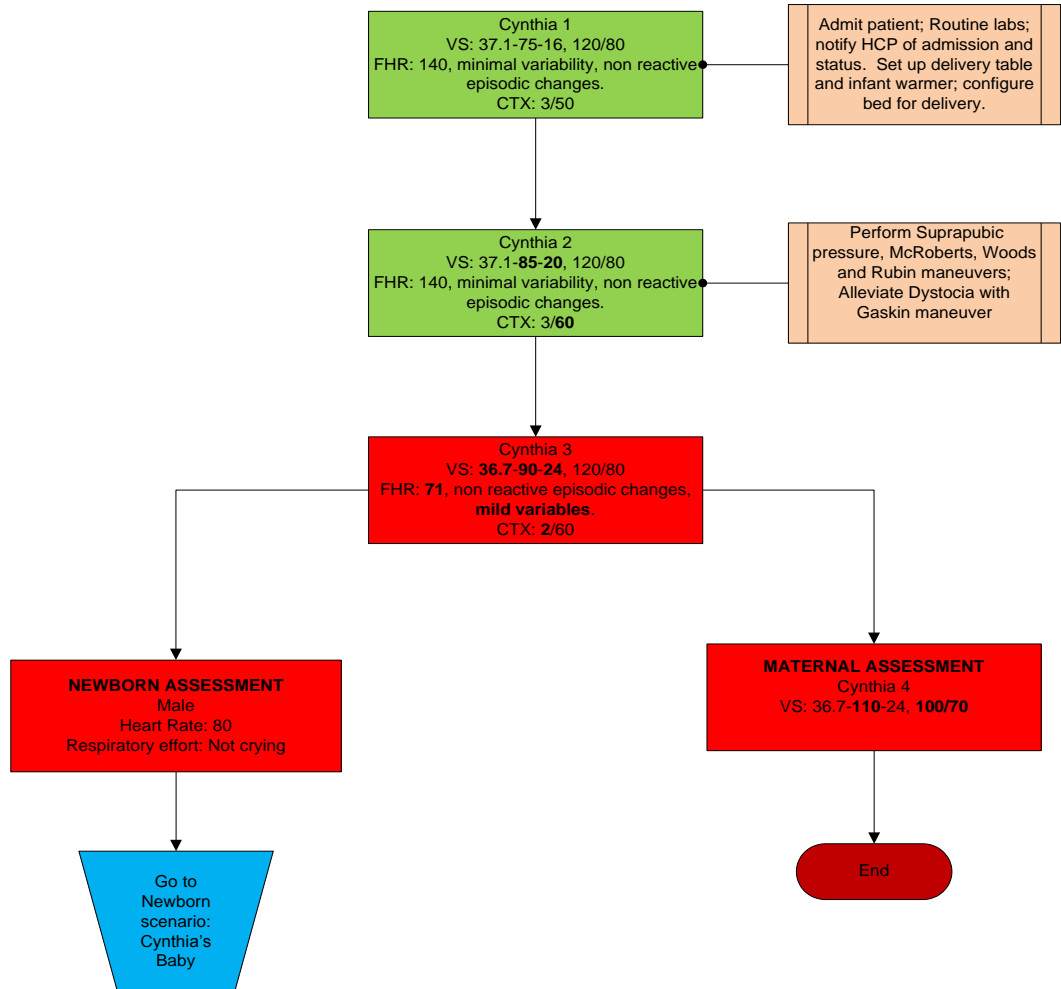 Cynthia 1
VS: 37.1-75-16, 120/80
FHR: 140, minimal variability, non reactive
episodic changes.
CTX: 3/50
Admit patient; Routine labs;
notify HCP of admission and
status.  Set up delivery table
and infant warmer; configure
bed for delivery.
Cynthia 2
VS: 37.1-85-20, 120/80
FHR: 140, minimal variability, non reactive
episodic changes.
CTX: 3/60
Perform Suprapubic
pressure, McRoberts, Woods
and Rubin maneuvers;
Alleviate Dystocia with
Gaskin maneuver
Cynthia 3
VS: 36.7-90-24, 120/80
FHR: 71, non reactive episodic changes,
mild variables.
CTX: 2/60
NEWBORN ASSESSMENT
Male
Heart Rate: 80
Respiratory effort: Not crying
MATERNAL ASSESSMENT
Cynthia 4
VS: 36.7-110-24, 100/70
Go to
Newborn
scenario:
Cynthia's
Baby
End